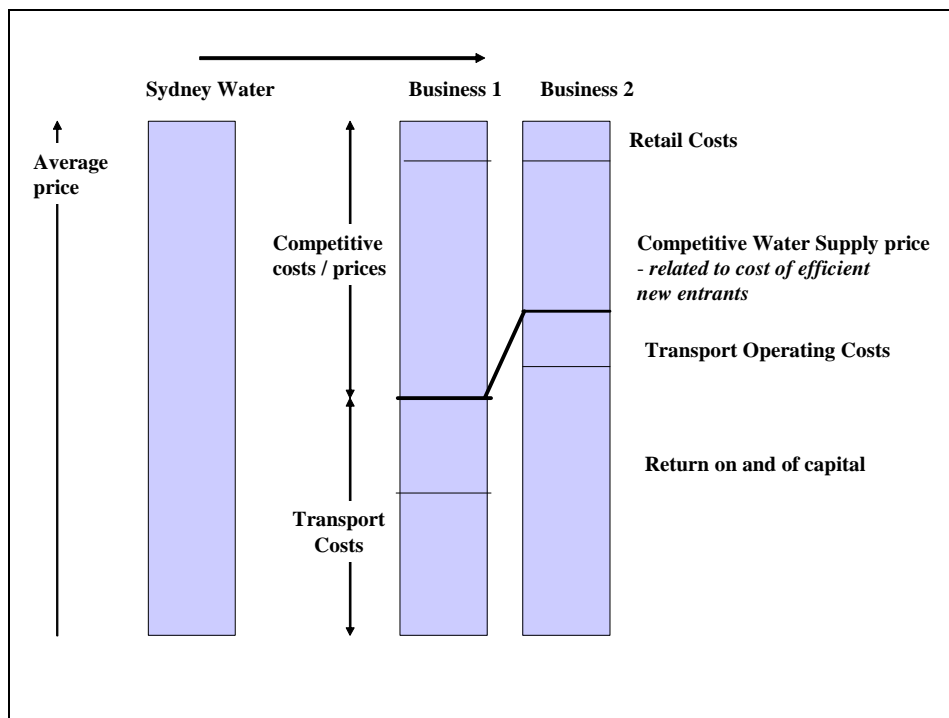 Sydney Water
Business 1
Business 2
Average
price
Retail Costs
Competitive
costs / prices
Competitive Water Supply price
- related to cost of efficient
new entrants
Transport Operating Costs
Return on and of capital
Transport
Costs